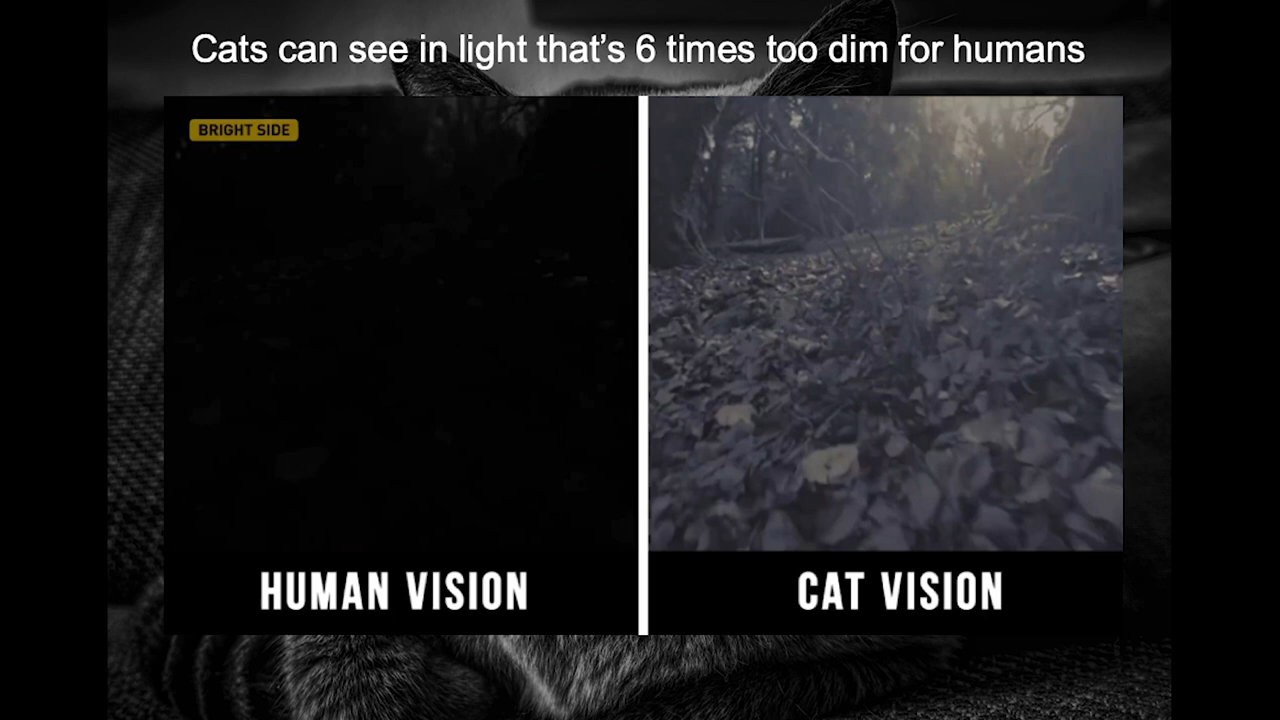 Cats can see in light that’s 6 times too dim for humans
BRIGHT SIDE
HUMAN VISION
CAT VISION